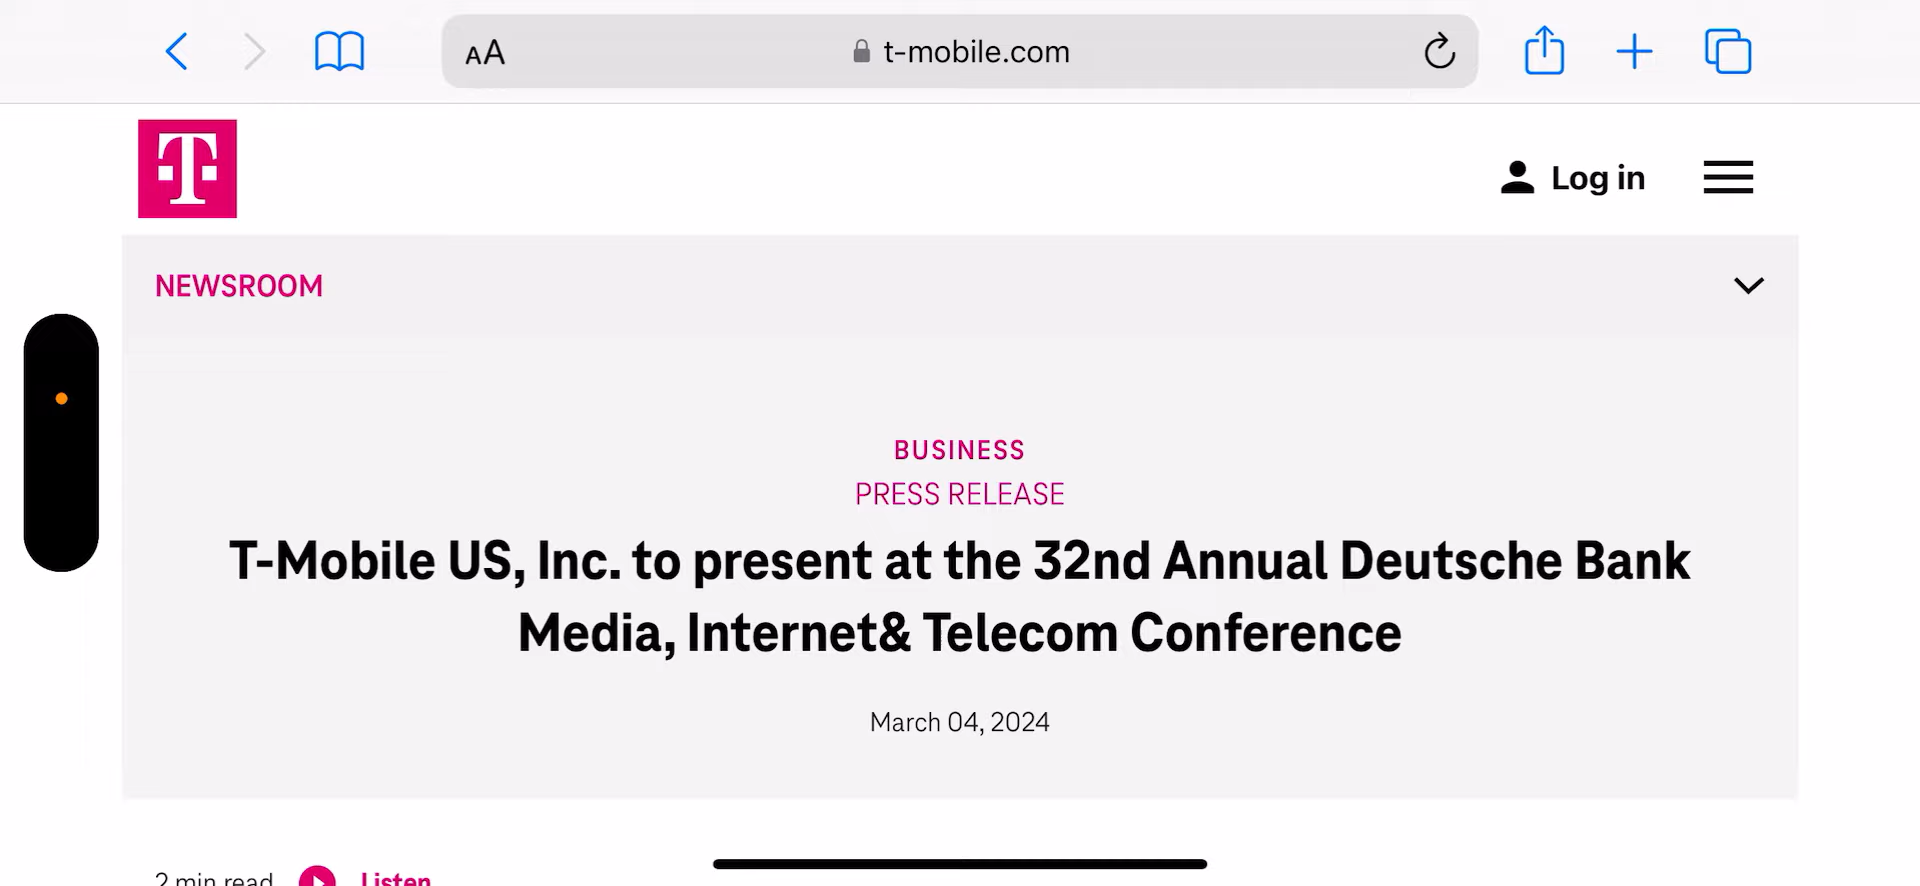 AA
t-mobile.com
T
Log in
NEWSROOM
BUSINESS
PRESS RELEASE
T-Mobile US, Inc. to present at the 32nd Annual Deutsche Bank
Media, Internet& Telecom Conference
March 04, 2024
2 min read
Listen